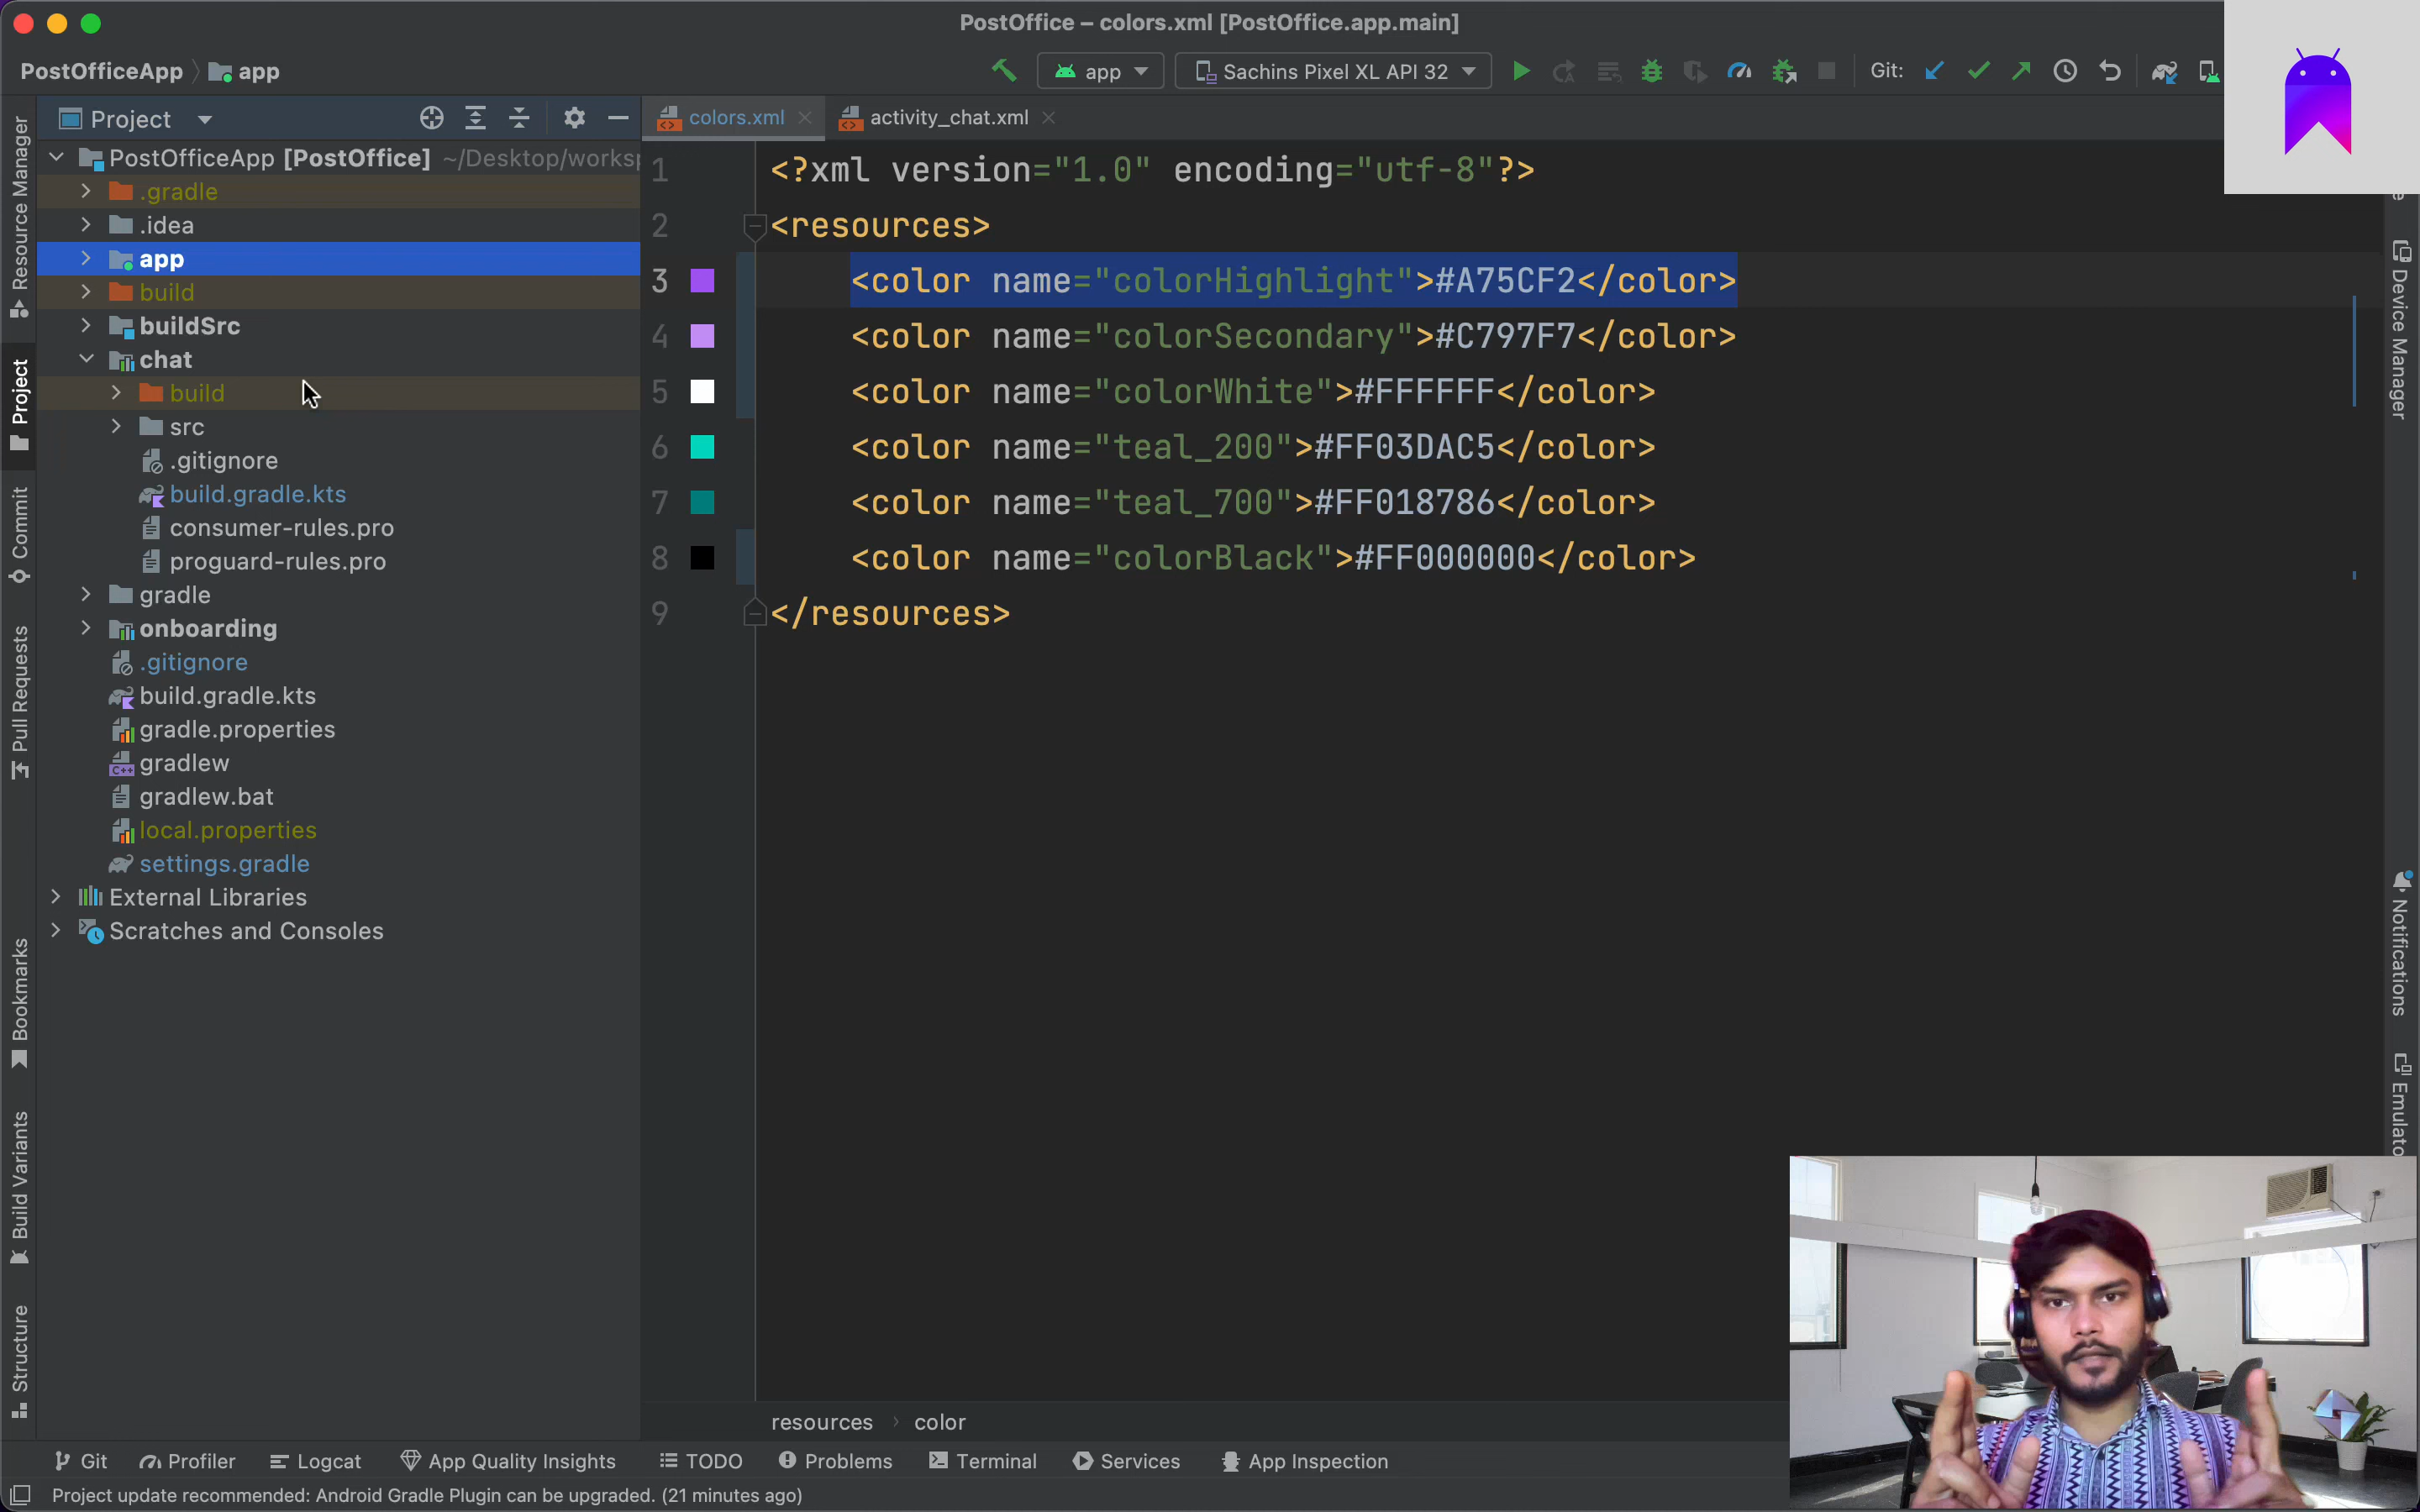 PostOffice – colors.xml [PostOffice.app.main]
PostOfficeApp app
app
Sachins Pixel XL API 32
Git:
Project
colors.xml
activity_chat.xml
PostOfficeApp [PostOffice] ~/Desktop/worksp
.gradle
.idea
app
build
buildSrc
chat
build
src
.gitignore
build.gradle.kts
consumer-rules.pro
proguard-rules.pro
gradle
onboarding
.gitignore
build.gradle.kts
gradle.properties
gradlew
gradlew.bat
local.properties
settings.gradle
External Libraries
Scratches and Consoles
Resource Manager
Project
Commit
Pull Requests
Bookmarks
Build Variants
Structure
1 <?xml version="1.0" encoding="utf-8"?>
2 <resources>
3 <color name="colorHighlight">#A75CF2</color>
4 <color name="colorSecondary">#C797F7</color>
5 <color name="colorWhite">#FFFFFF</color>
6 <color name="teal_200">#FF03DAC5</color>
7 <color name="teal_700">#FF018786</color>
8 <color name="colorBlack">#FF000000</color>
9 </resources>
Device Manager
Notifications
Emulato
resources color
Git
Profiler
Logcat
App Quality Insights
TODO
Problems
Terminal
Services
App Inspection
Project update recommended: Android Gradle Plugin can be upgraded. (21 minutes ago)